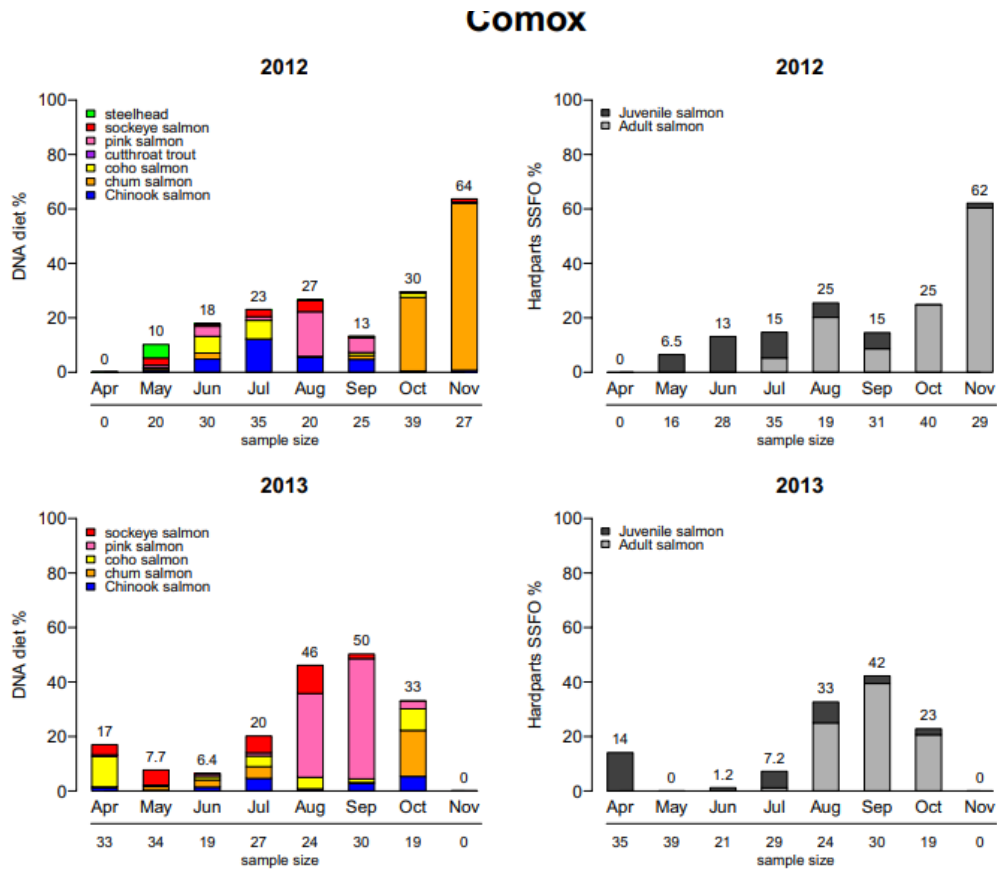 Comox
2012
DNA diet %
100
80
60
40
20
0
steelhead
sockeye salmon
pink salmon
cutthroat trout
coho salmon
chum salmon
Chinook salmon
0 10 18 23 27 13 30 64
Apr May Jun Jul Aug Sep Oct Nov
0 20 30 35 20 25 39 27
sample size
2012
Hardparts SSFO %
100
80
60
40
20
0
Juvenile salmon
Adult salmon
0 6.5 13 15 25 15 25 62
Apr May Jun Jul Aug Sep Oct Nov
0 16 28 35 19 31 40 29
sample size
2013
DNA diet %
100
80
60
40
20
0
sockeye salmon
pink salmon
coho salmon
chum salmon
Chinook salmon
17 7.7 6.4 20 46 50 33 0
Apr May Jun Jul Aug Sep Oct Nov
33 34 19 27 24 30 19 0
sample size
2013
Hardparts SSFO %
100
80
60
40
20
0
Juvenile salmon
Adult salmon
14 0 1.2 7.2 33 42 23 0
Apr May Jun Jul Aug Sep Oct Nov
35 39 21 29 24 30 19 0
sample size